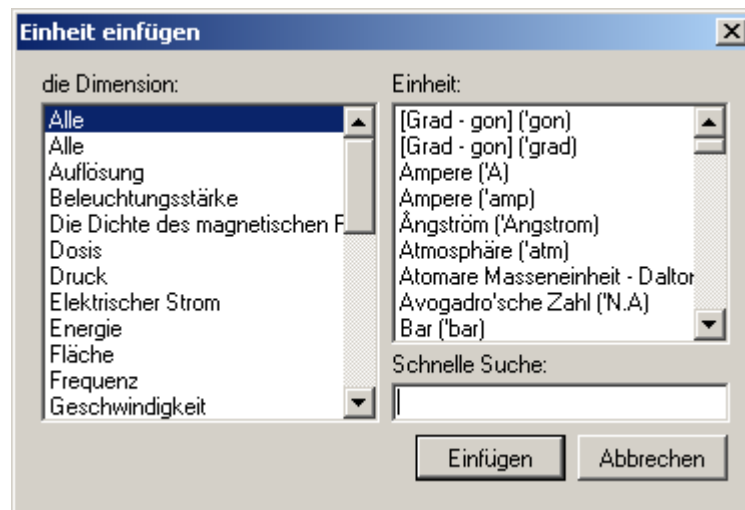 Einheit einfügen
die Dimension:
Alle
Alle
Auflösung
Beleuchtungsstärke
Die Dichte des magnetischen F
Dosis
Druck
Elektrischer Strom
Energie
Fläche
Frequenz
Geschwindigkeit
Einheit:
[Grad - gon] ('gon)
[Grad - gon] ('grad)
Ampere ('A)
Ampere ('amp)
Ångström ('Angstrom)
Atmosphäre ('atm)
Atomare Masseneinheit - Dalton
Avogadro'sche Zahl ('N.A)
Bar ('bar)
Schnelle Suche:
Einfügen
Abbrechen